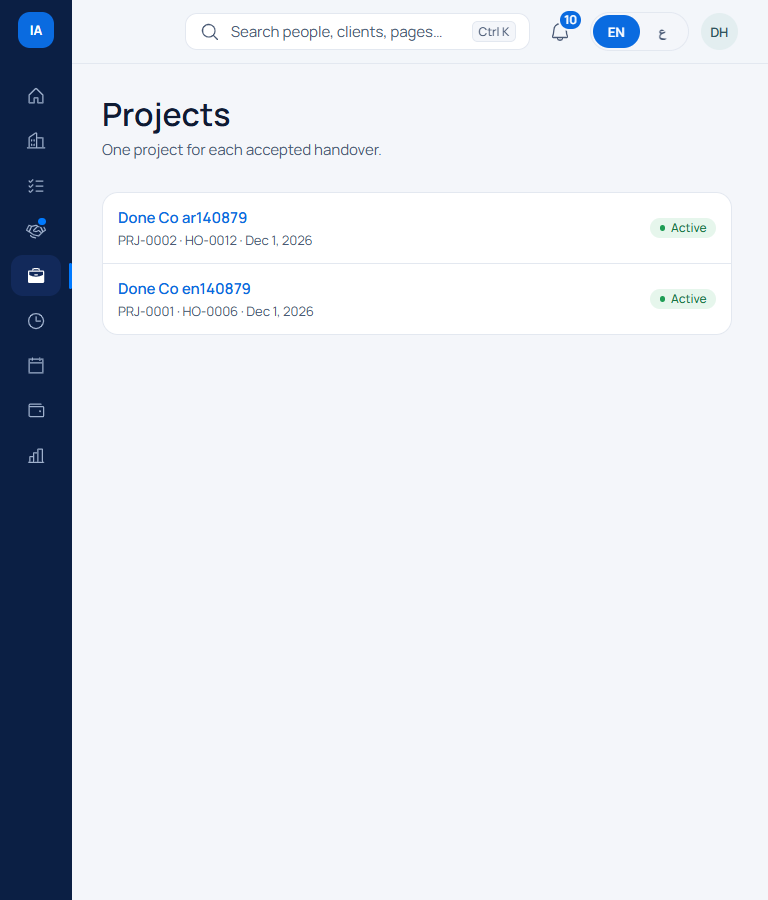 IA
Search people, clients, pages...
Ctrl K
10
EN
ع
DH
Projects
One project for each accepted handover.
Done Co ar140879
PRJ-0002 · HO-0012 · Dec 1, 2026
Active
Done Co en140879
PRJ-0001 · HO-0006 · Dec 1, 2026
Active